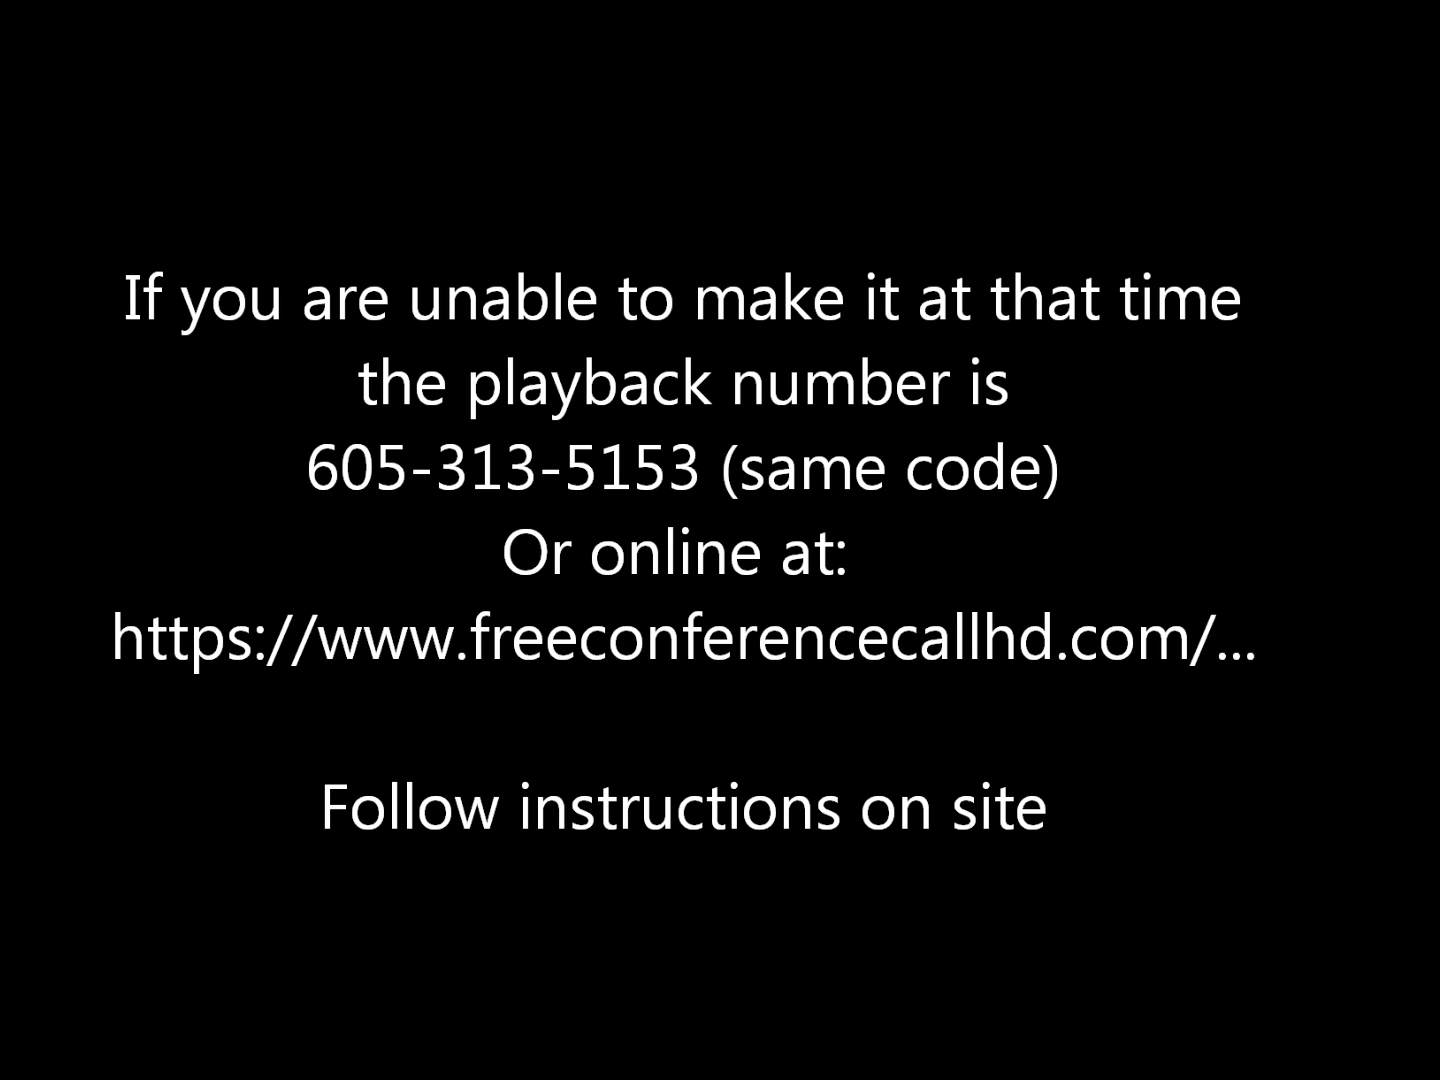 If you are unable to make it at that time
the playback number is
605-313-5153 (same code)
Or online at:
https://www.freeconferencecallhd.com/...
Follow instructions on site